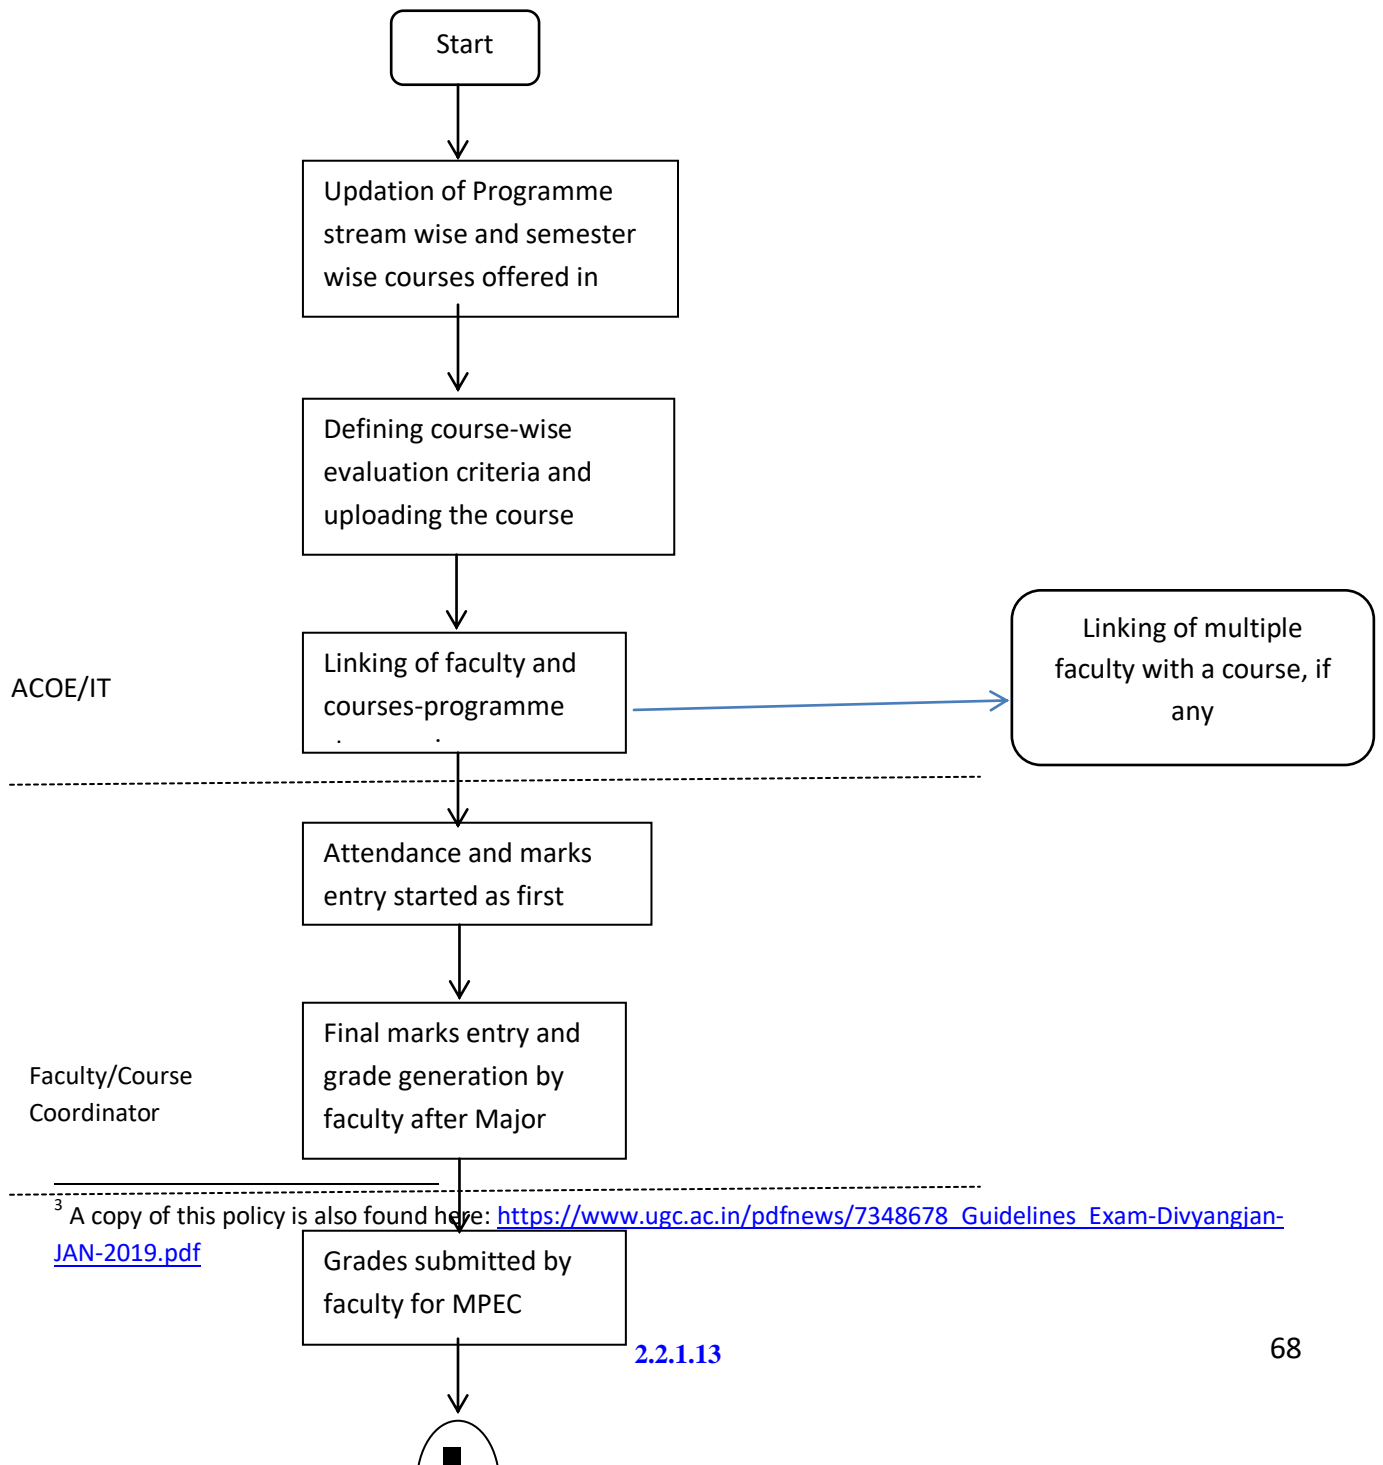 Start
Updation of Programme
stream wise and semester
wise courses offered in
Defining course-wise
evaluation criteria and
uploading the course
Linking of faculty and
courses-programme
Linking of multiple
faculty with a course, if
any
ACOE/IT
Attendance and marks
entry started as first
Final marks entry and
grade generation by
faculty after Major
Faculty/Course
Coordinator
3 A copy of this policy is also found here: https://www.ugc.ac.in/pdfnews/7348678_Guidelines_Exam-Divyangjan-
JAN-2019.pdf
Grades submitted by
faculty for MPEC
2.2.1.13
68